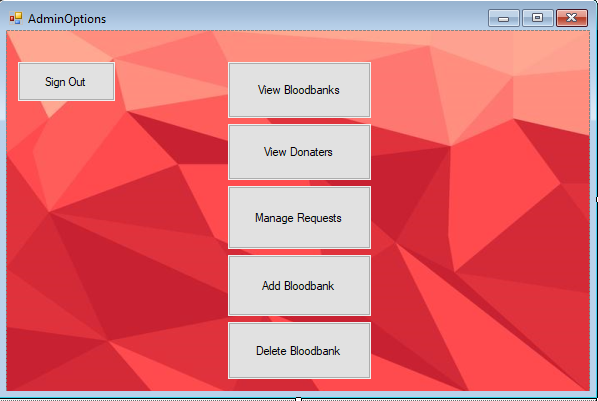 AdminOptions
Sign Out
View Bloodbanks
View Donaters
Manage Requests
Add Bloodbank
Delete Bloodbank